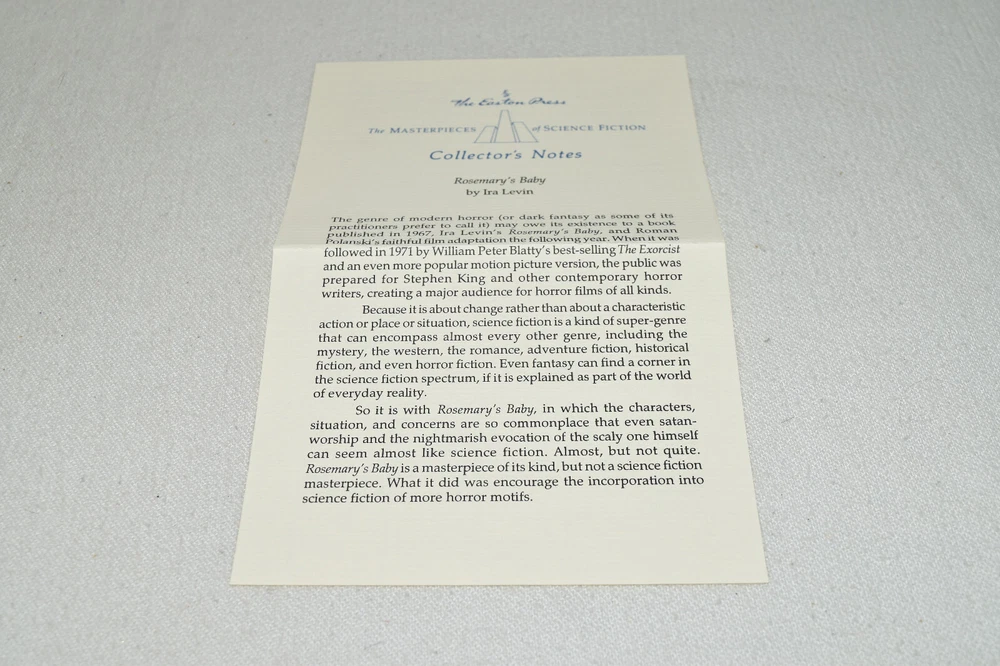 The Easton Press
The MASTERPIECES of SCIENCE FICTION
Collector's Notes
Rosemary's Baby
by Ira Levin
The genre of modern horror (or dark fantasy as some of its
practitioners prefer to call it) may owe its existence to a book
published in 1967, Ira Levin's Rosemary's Baby, and Roman
Polanski's faithful film adaptation the following year. When it was
followed in 1971 by William Peter Blatty's best-selling The Exorcist
and an even more popular motion picture version, the public was
prepared for Stephen King and other contemporary horror
writers, creating a major audience for horror films of all kinds.
Because it is about change rather than about a characteristic
action or place or situation, science fiction is a kind of super-genre
that can encompass almost every other genre, including the
mystery, the western, the romance, adventure fiction, historical
fiction, and even horror fiction. Even fantasy can find a corner in
the science fiction spectrum, if it is explained as part of the world
of everyday reality.
So it is with Rosemary's Baby, in which the characters,
situation, and concerns are so commonplace that even satan-
worship and the nightmarish evocation of the scaly one himself
can seem almost like science fiction. Almost, but not quite.
Rosemary's Baby is a masterpiece of its kind, but not a science fiction
masterpiece. What it did was encourage the incorporation into
science fiction of more horror motifs.